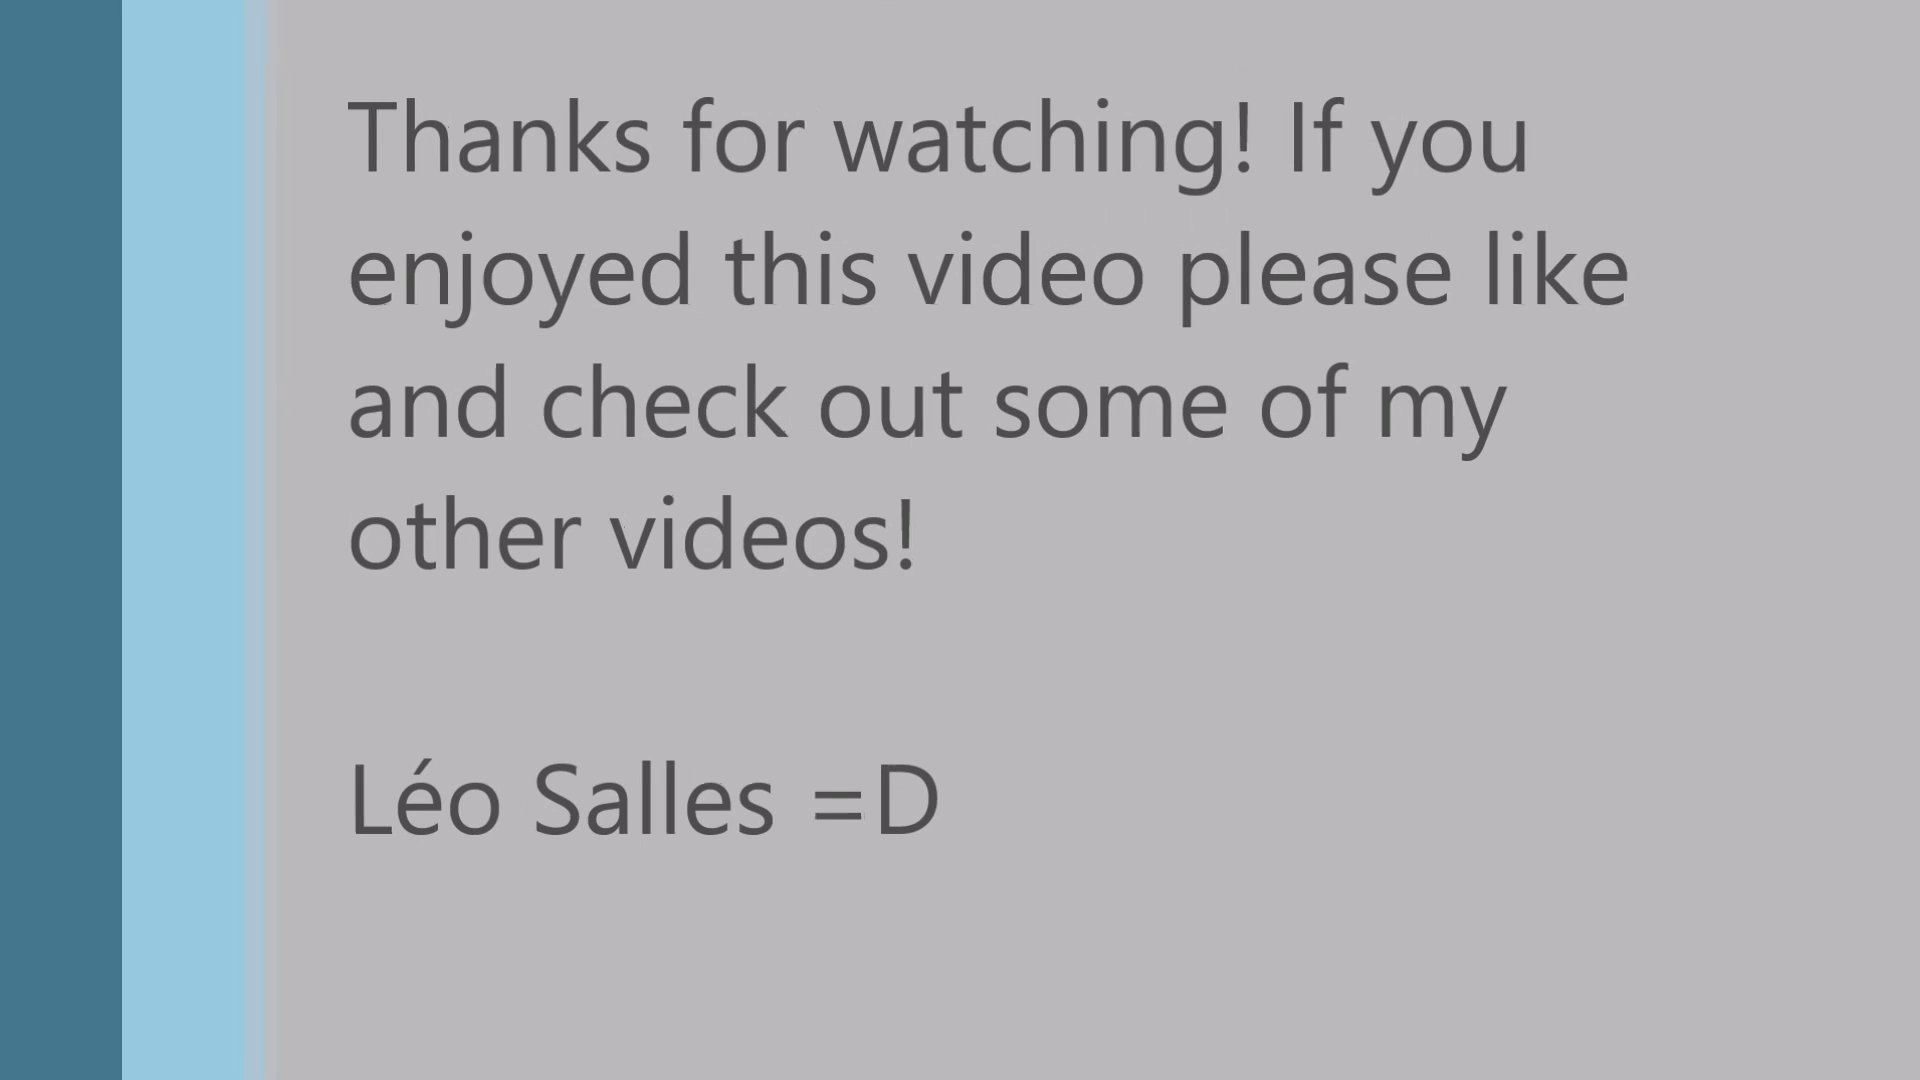 Thanks for watching! If you
enjoyed this video please like
and check out some of my
other videos!
Léo Salles =D